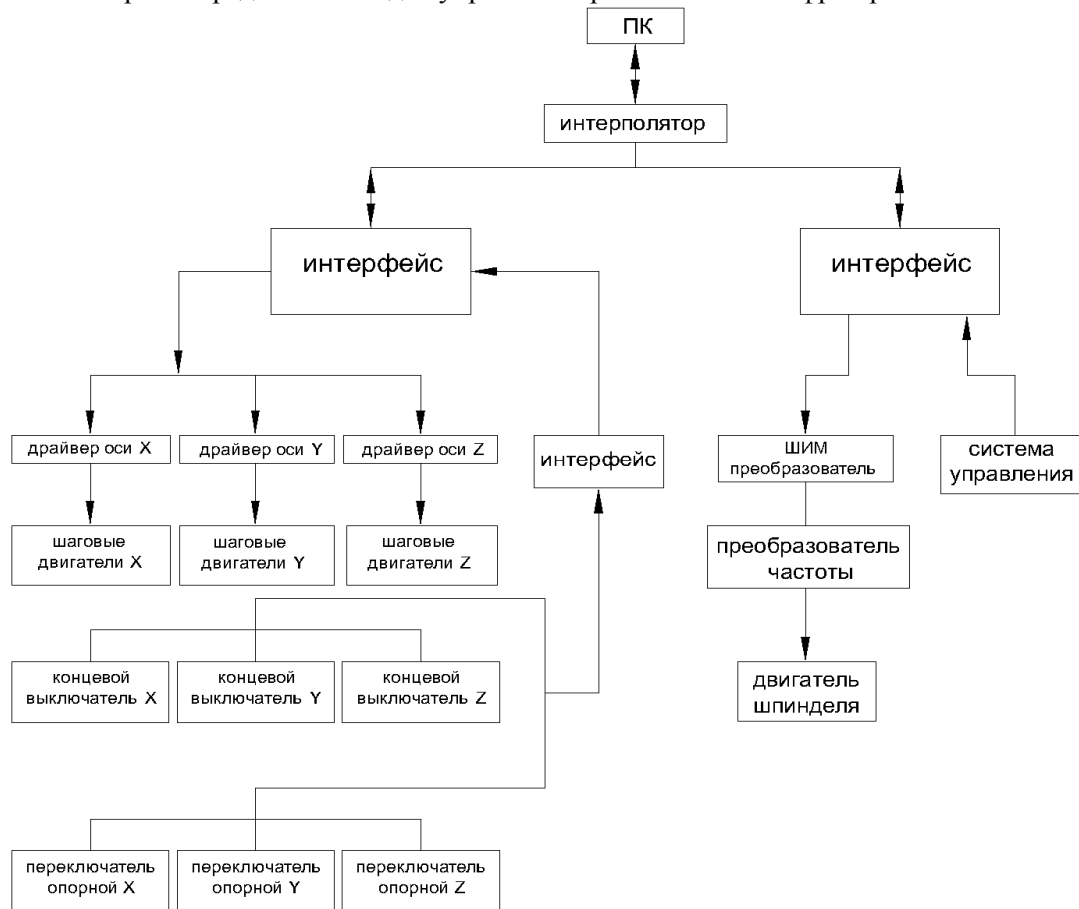 ПК
интерполятор
интерфейс
интерфейс
драйвер оси X
драйвер оси Y
драйвер оси Z
интерфейс
ШИМ
преобразователь
система
управления
шаговые
двигатели X
шаговые
двигатели Y
шаговые
двигатели Z
преобразователь
частоты
концевой
выключатель X
концевой
выключатель Y
концевой
выключатель Z
двигатель
шпинделя
переключатель
опорной X
переключатель
опорной Y
переключатель
опорной Z